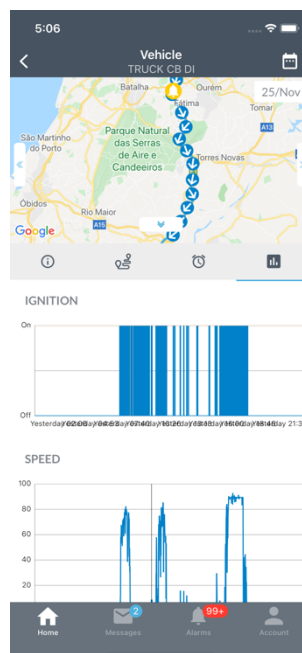 5:06
Vehicle
TRUCK CB DI
25/Nov
Batalha
Ourém
Fátima
Tomar
A13
São Martinho
do Porto
Parque Natural
das Serras
de Aire e
Candeeiros
Torres Novas
Óbidos
Rio Maior
A15
Google
IGNITION
On
Off
SPEED
100
80
60
40
20
Home
2
Messages
99+
Alarms
Account